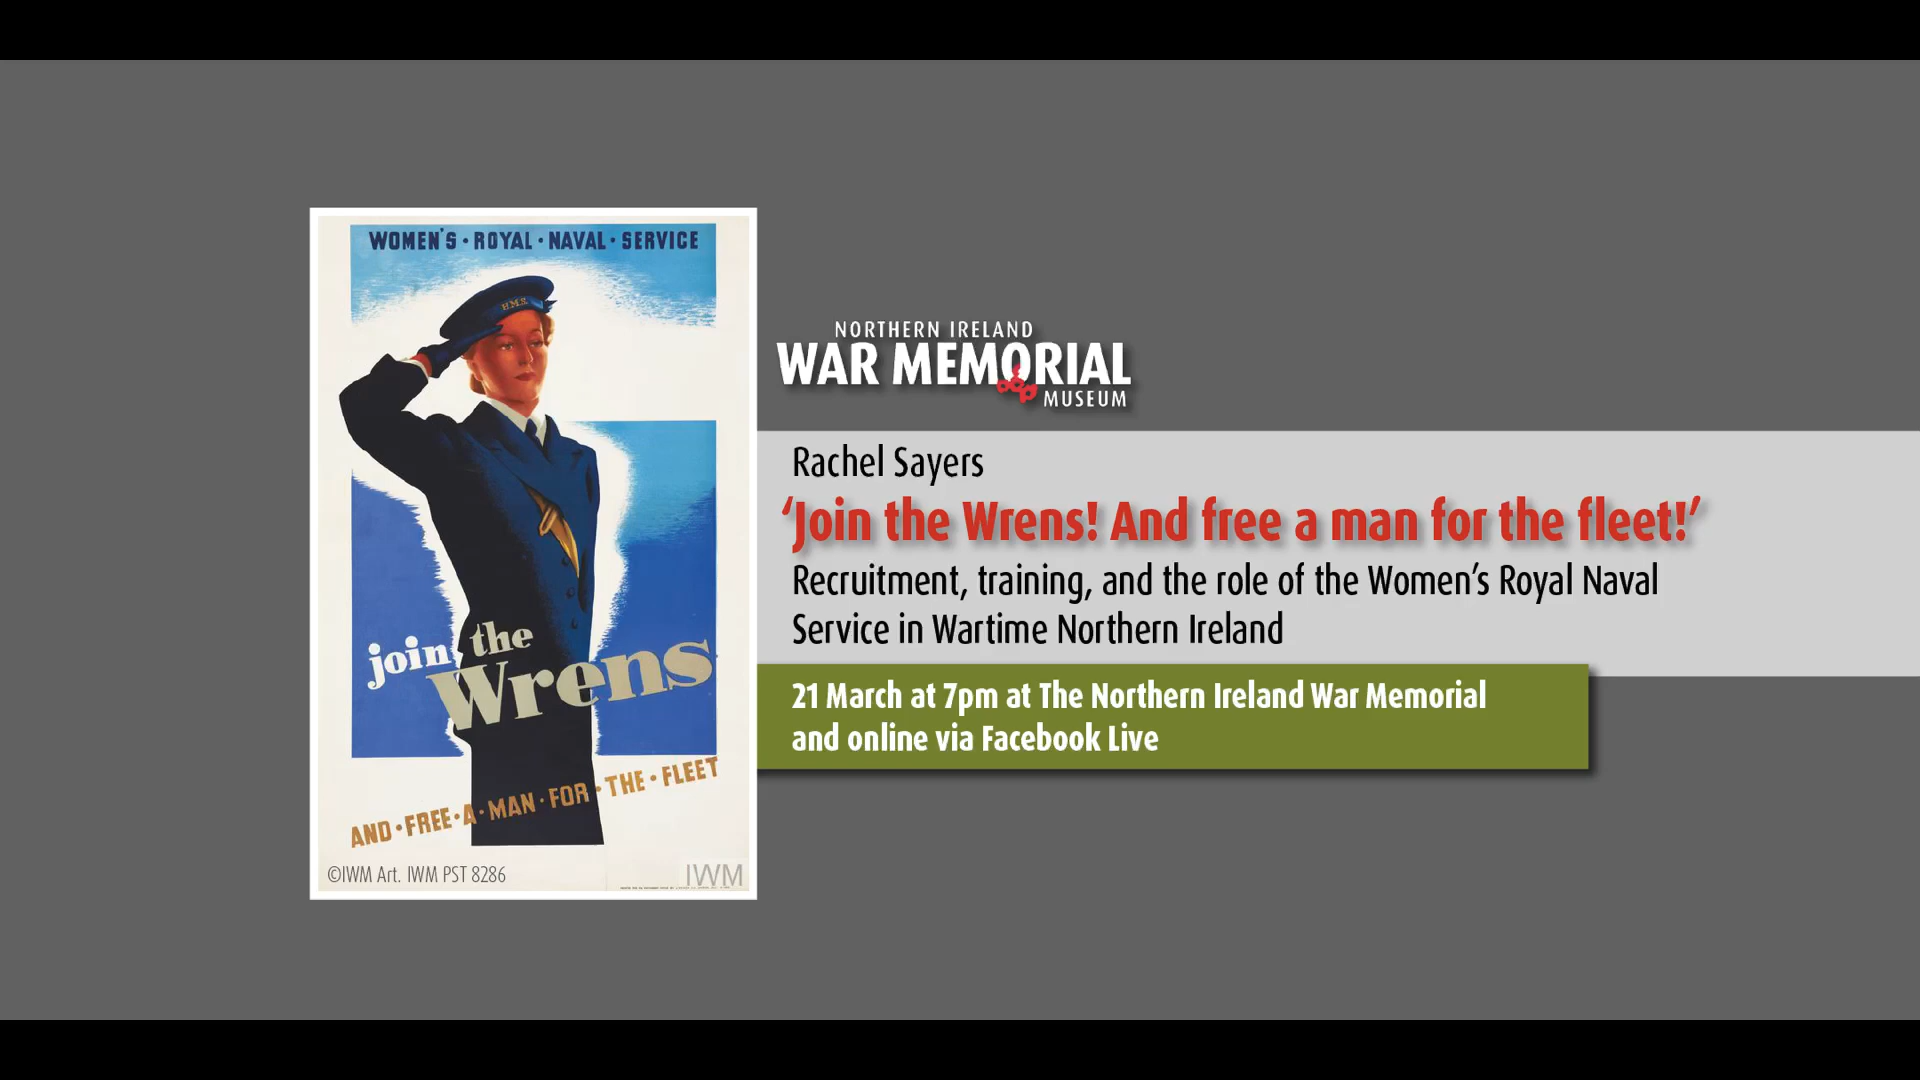 WOMEN'S · ROYAL · NAVAL · SERVICE
H.M.S.
join the
Wrens
AND · FREE · A · MAN · FOR · THE · FLEET
©IWM Art. IWM PST 8286
IWM
NORTHERN IRELAND
WAR MEMORIAL
MUSEUM
Rachel Sayers
‘Join the Wrens! And free a man for the fleet!’
Recruitment, training, and the role of the Women’s Royal Naval
Service in Wartime Northern Ireland
21 March at 7pm at The Northern Ireland War Memorial
and online via Facebook Live